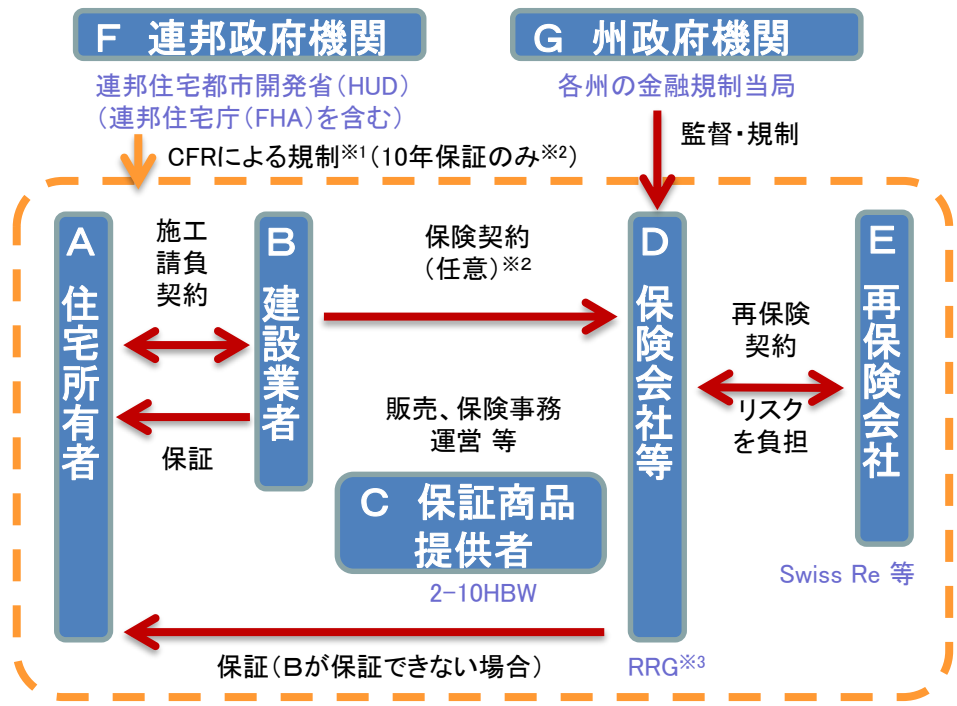 F 連邦政府機関
連邦住宅都市開発省(HUD)
(連邦住宅庁(FHA)を含む)
G 州政府機関
各州の金融規制当局
CFRによる規制※1(10年保証のみ※2)
監督・規制
A 住宅所有者
施工
請負
契約
保証
B 建設業者
保険契約
(任意)※2
販売、保険事務
運営 等
C 保証商品
提供者
2-10HBW
保証(Bが保証できない場合)
D 保険会社等
RRG※3
再保険
契約
リスク
を負担
E 再保険会社
Swiss Re 等